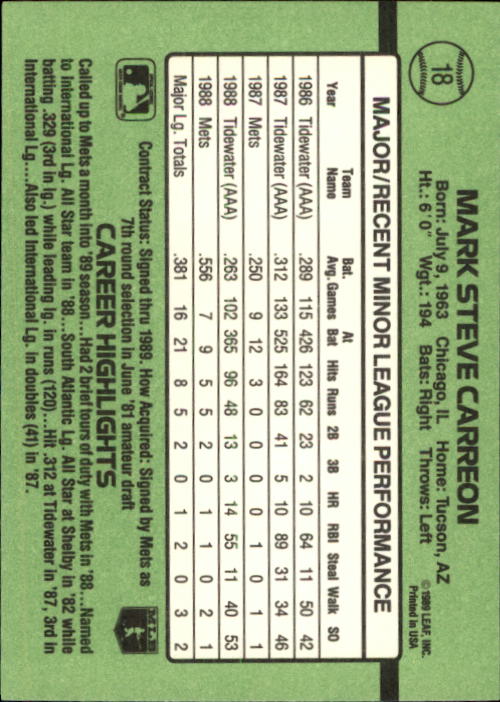 18
MARK STEVE CARREON
Born: July 9, 1963 Chicago, IL Home: Tucson, AZ
Ht.: 6'0" Wgt.: 194 Bats: Right Throws: Left
©1989 LEAF, INC.
Printed in USA
MAJOR/RECENT MINOR LEAGUE PERFORMANCE
Year Team Name Bat. Avg. Games At Bat Hits Runs 2B 3B HR RBI Steal Walk SO
1986 Tidewater (AAA) .289 115 426 123 62 23 2 10 64 11 50 42
1987 Tidewater (AAA) .312 133 525 164 83 41 5 10 89 31 34 46
1987 Mets .250 9 12 3 0 0 0 0 1 0 1 1
1988 Tidewater (AAA) .263 102 365 96 48 13 3 14 55 11 40 53
1988 Mets .556 7 9 5 5 2 0 1 1 0 2 1
Major Lg. Totals .381 16 21 8 5 2 0 1 2 0 3 2
Contract Status: Signed thru 1989. How Acquired: Signed by Mets as
7th round selection in June '81 amateur draft
CAREER HIGHLIGHTS
MLB
Called up to Mets a month into '89 season...Had 2 brief tours of duty with Mets in '88...Named
to International Lg. All Star team in '88...South Atlantic Lg. All Star at Shelby in '82 while
batting .329 (3rd in lg.) while leading lg. in runs (120)...Hit .312 at Tidewater in '87, 3rd in
International Lg....Also led International Lg. in doubles (41) in '87.